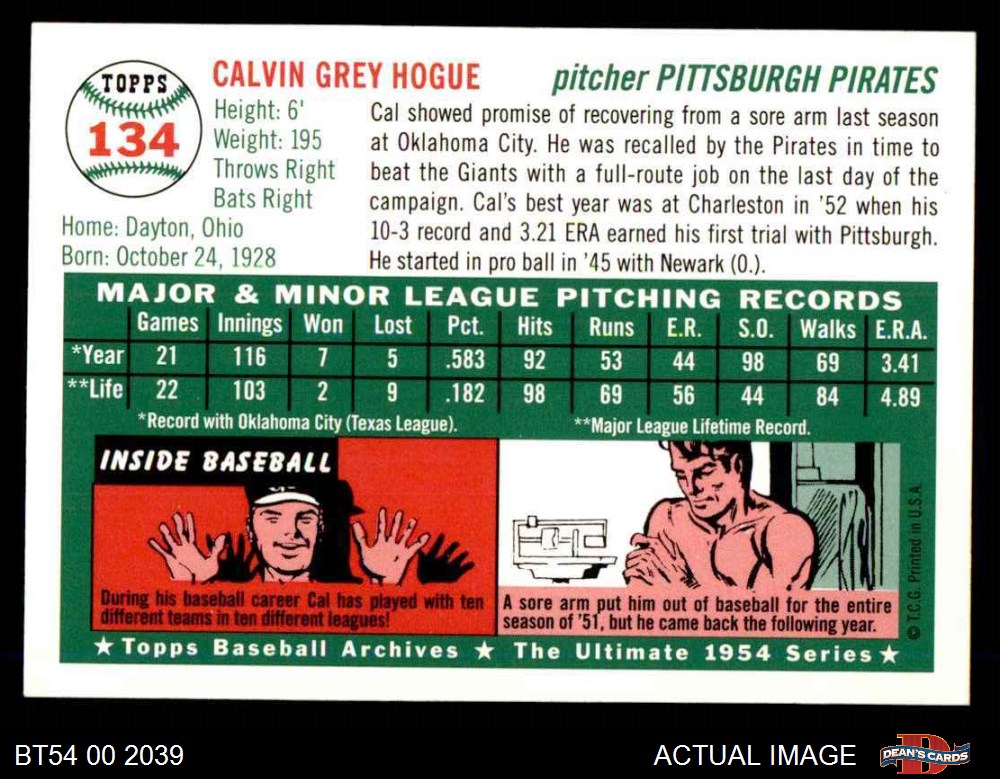 TOPPS
134
CALVIN GREY HOGUE
pitcher PITTSBURGH PIRATES
Height: 6'
Weight: 195
Throws Right
Bats Right
Home: Dayton, Ohio
Born: October 24, 1928
Cal showed promise of recovering from a sore arm last season
at Oklahoma City. He was recalled by the Pirates in time to
beat the Giants with a full-route job on the last day of the
campaign. Cal's best year was at Charleston in '52 when his
10-3 record and 3.21 ERA earned his first trial with Pittsburgh.
He started in pro ball in '45 with Newark (O.).
MAJOR & MINOR LEAGUE PITCHING RECORDS
Games Innings Won Lost Pct. Hits Runs E.R. S.O. Walks E.R.A.
*Year 21 116 7 5 .583 92 53 44 98 69 3.41
**Life 22 103 2 9 .182 98 69 56 44 84 4.89
*Record with Oklahoma City (Texas League). **Major League Lifetime Record.
INSIDE BASEBALL
During his baseball career Cal has played with ten
different teams in ten different leagues!
A sore arm put him out of baseball for the entire
season of '51, but he came back the following year.
© T.C.G. Printed in U.S.A.
★ Topps Baseball Archives ★ The Ultimate 1954 Series ★
BT54 00 2039
ACTUAL IMAGE
DEAN'S CARDS